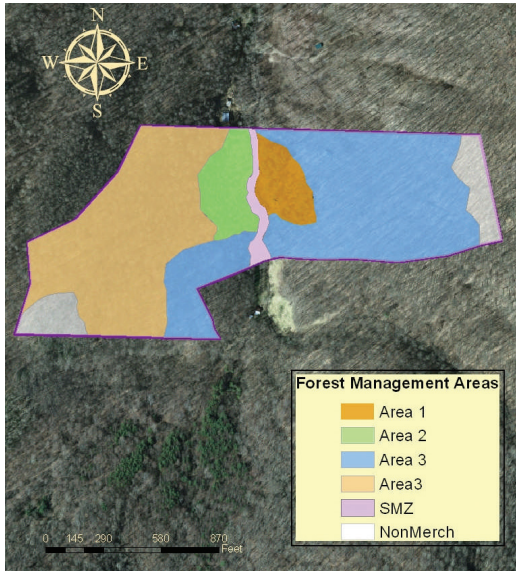 N
W E
S
Forest Management Areas
Area 1
Area 2
Area 3
Area3
SMZ
NonMerch
0 145 290 580 870
Feet